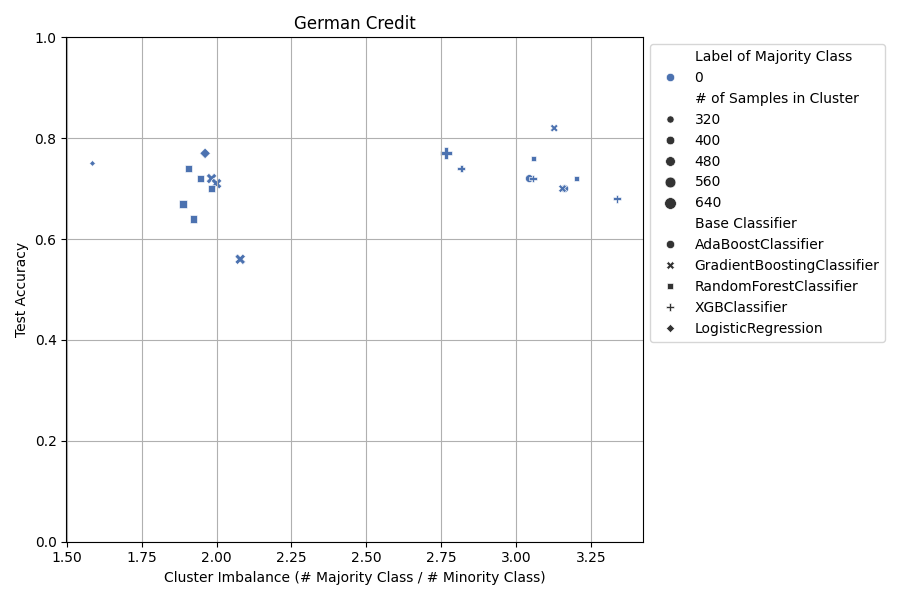 German Credit
1.0
0.8
0.6
0.4
0.2
0.0
Test Accuracy
1.50 1.75 2.00 2.25 2.50 2.75 3.00 3.25
Cluster Imbalance (# Majority Class / # Minority Class)
Label of Majority Class
0
# of Samples in Cluster
320
400
480
560
640
Base Classifier
AdaBoostClassifier
GradientBoostingClassifier
RandomForestClassifier
XGBClassifier
LogisticRegression